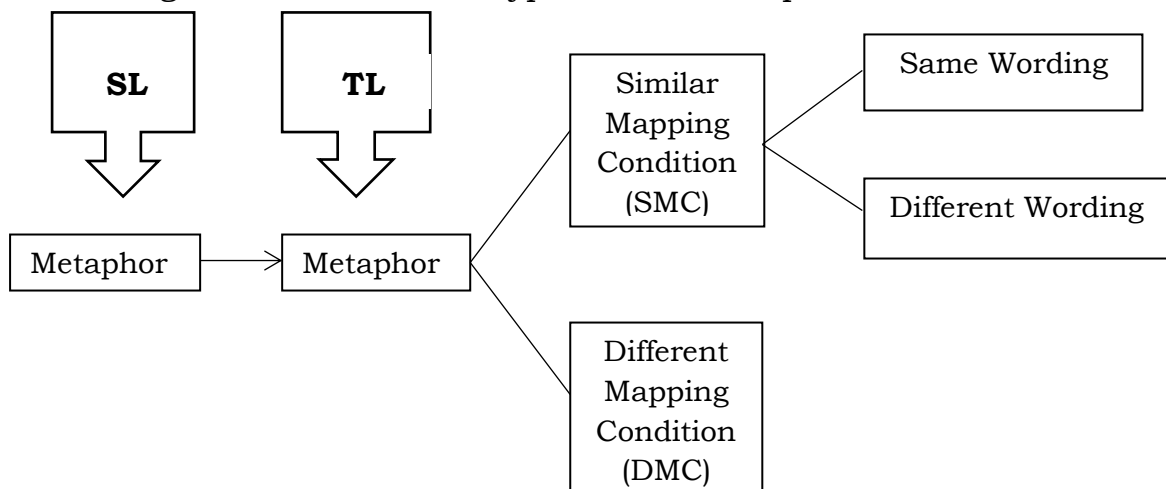 SL
TL
Metaphor
Metaphor
Similar
Mapping
Condition
(SMC)
Same Wording
Different Wording
Different
Mapping
Condition
(DMC)